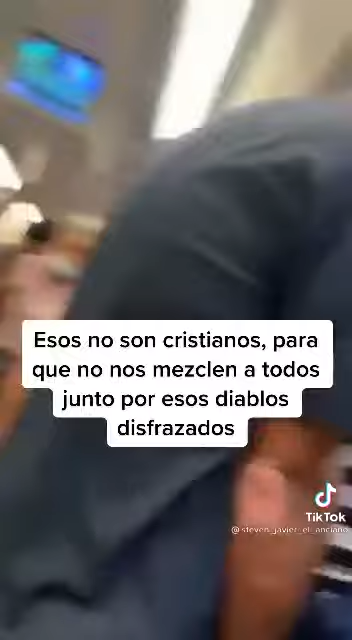 Esos no son cristianos, para
que no nos mezclen a todos
junto por esos diablos
disfrazados
TikTok
@steven_javier_el_anciano